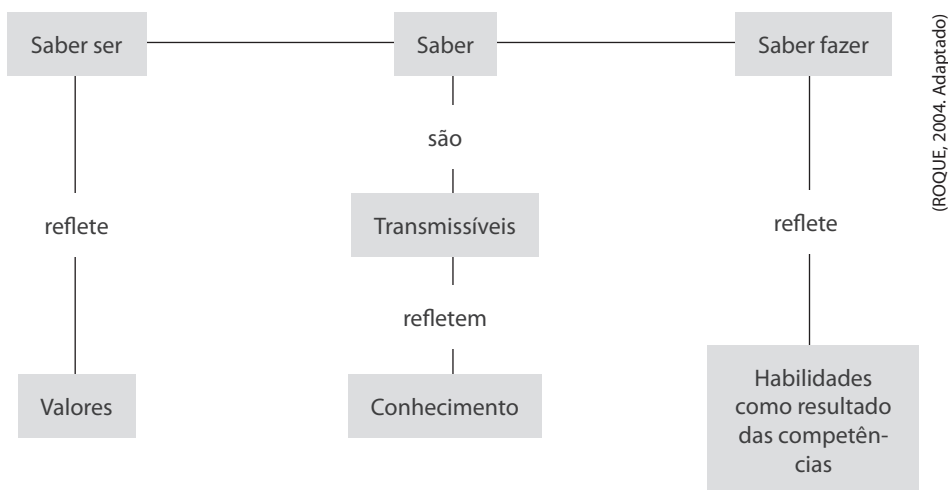 Saber ser
Saber
Saber fazer
são
Transmissíveis
reflete
refletem
reflete
Valores
Conhecimento
Habilidades
como resultado
das competên-
cias
(ROQUE, 2004. Adaptado)